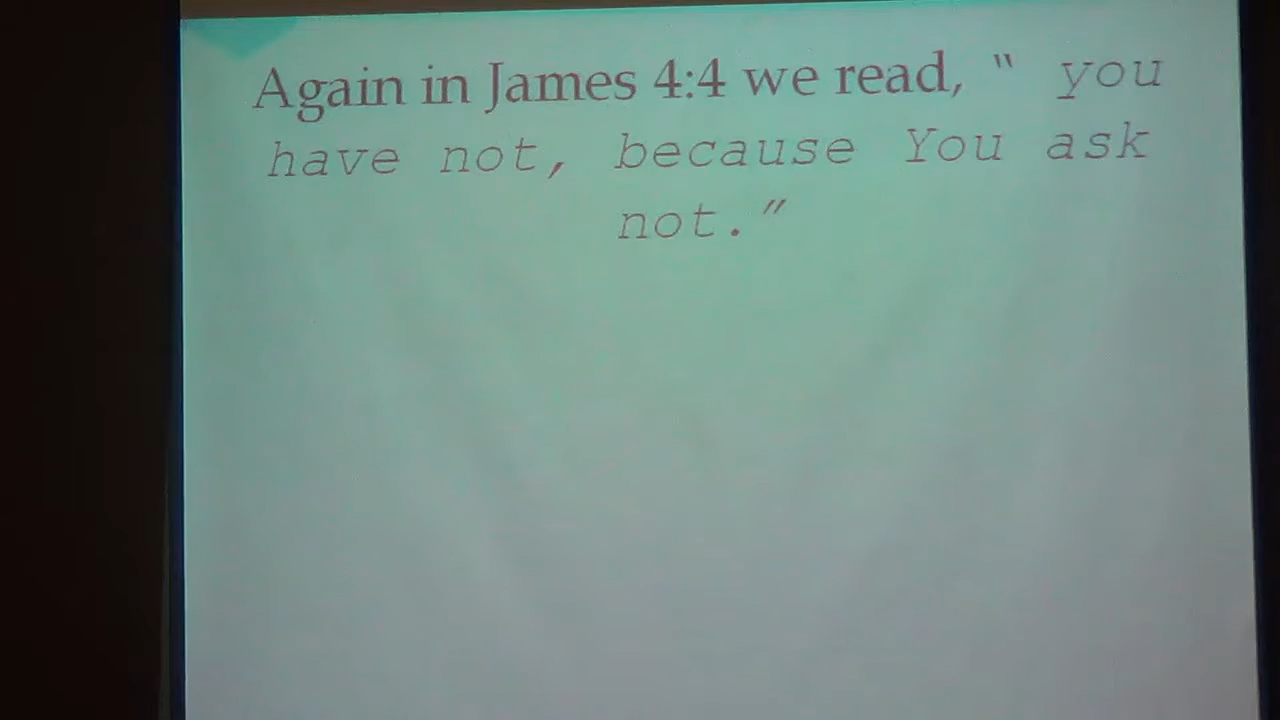 Again in James 4:4 we read, “ you
have not, because You ask
not.”